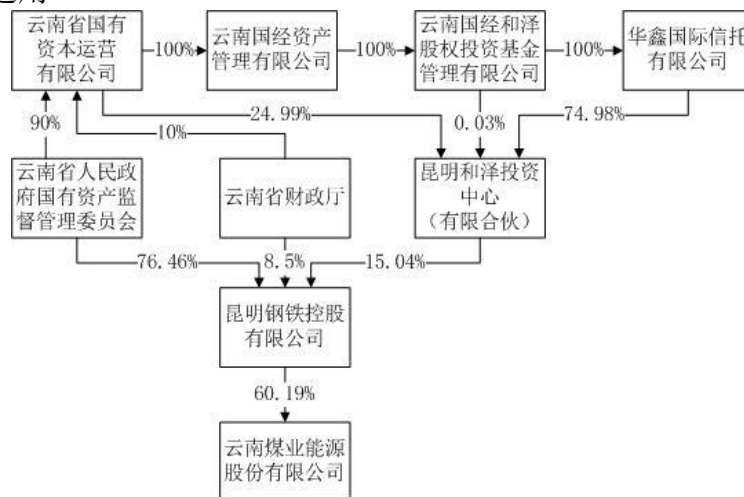 云南省国有
资本运营
有限公司
100%
云南国经资产
管理有限公司
100%
云南国经和泽
股权投资基金
管理有限公司
100%
华鑫国际信托
有限公司
90%
10%
24.99%
0.03%
74.98%
云南省人民政
府国有资产监
督管理委员会
云南省财政厅
昆明和泽投资
中心
（有限合伙）
76.46%
8.5%
15.04%
昆明钢铁控股
有限公司
60.19%
云南煤业能源
股份有限公司